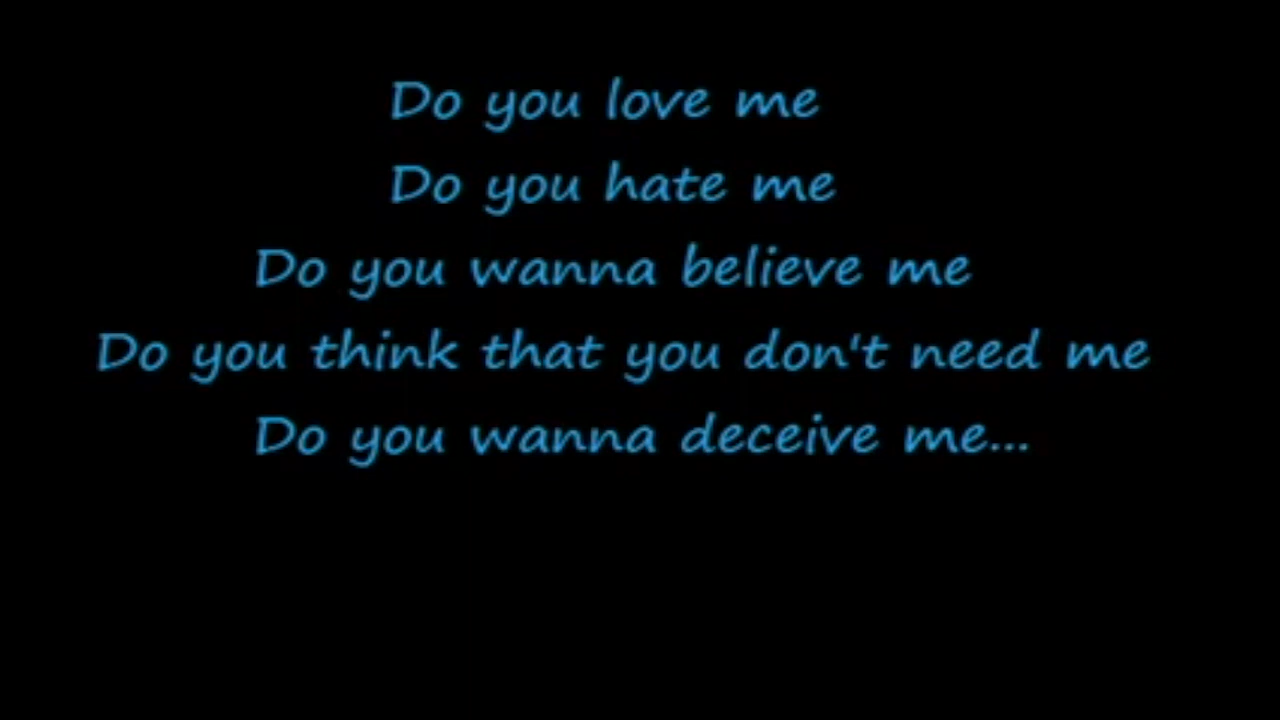 Do you love me
Do you hate me
Do you wanna believe me
Do you think that you don't need me
Do you wanna deceive me...